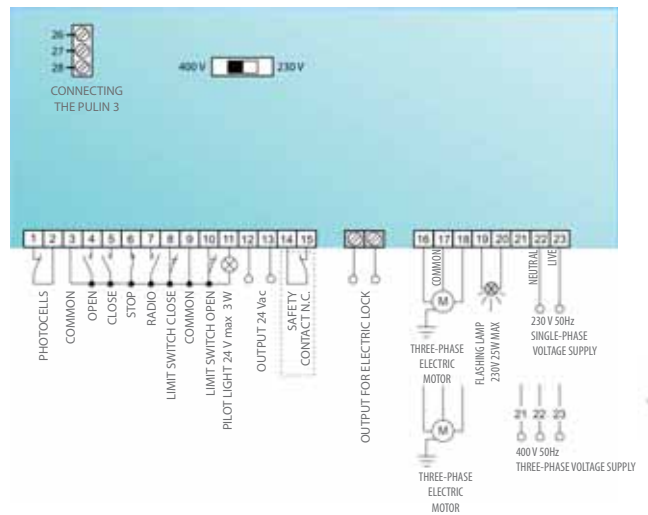 26
27
28
CONNECTING
THE PULIN 3
400 V
230 V
1 2 3 4 5 6 7 8 9 10 11 12 13 14 15
16 17 18 19 20 21 22 23
PHOTOCELLS
COMMON
OPEN
CLOSE
STOP
RADIO
LIMIT SWITCH CLOSE
COMMON
LIMIT SWITCH OPEN
PILOT LIGHT 24 V max 3 W
OUTPUT 24 Vac
SAFETY
CONTACT N.C.
OUTPUT FOR ELECTRIC LOCK
COMMON
M
THREE-PHASE
ELECTRIC
MOTOR
FLASHING LAMP
230V 25W MAX
NEUTRAL
LIVE
230 V 50Hz
SINGLE-PHASE
VOLTAGE SUPPLY
M
THREE-PHASE
ELECTRIC
MOTOR
21 22 23
400 V 50Hz
THREE-PHASE VOLTAGE SUPPLY